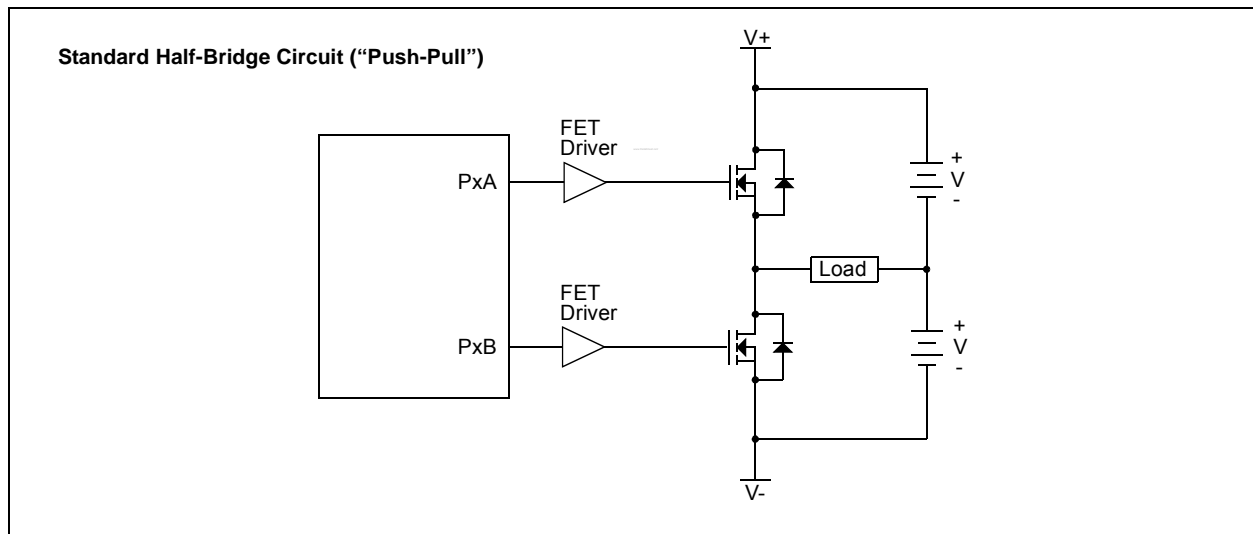 Standard Half-Bridge Circuit (“Push-Pull”)
V+
FET
Driver
PxA
+
V
-
Load
FET
Driver
PxB
+
V
-
V-